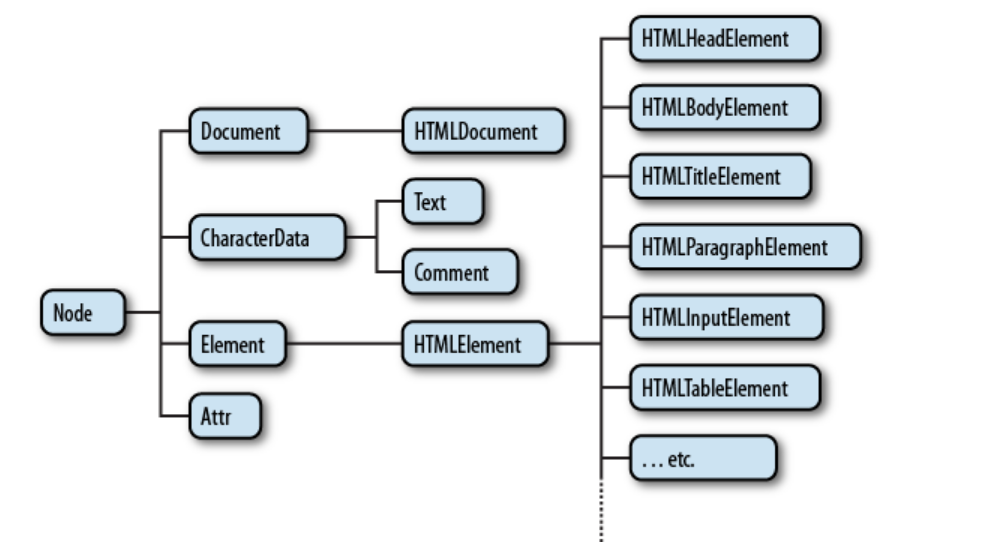 Node
Document
CharacterData
Element
Attr
HTMLDocument
Text
Comment
HTMLElement
HTMLHeadElement
HTMLBodyElement
HTMLTitleElement
HTMLParagraphElement
HTMLInputElement
HTMLTableElement
. . . etc.